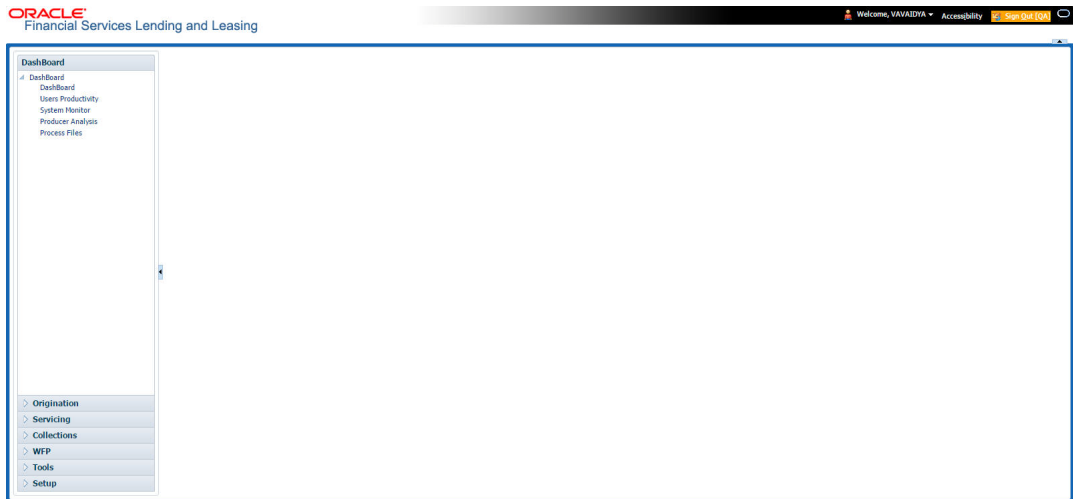 ORACLE®
Financial Services Lending and Leasing
Welcome, VAVAIDYA
Accessibility
Sign Out [QA]
DashBoard
DashBoard
DashBoard
Users Productivity
System Monitor
Producer Analysis
Process Files
Origination
Servicing
Collections
WFP
Tools
Setup